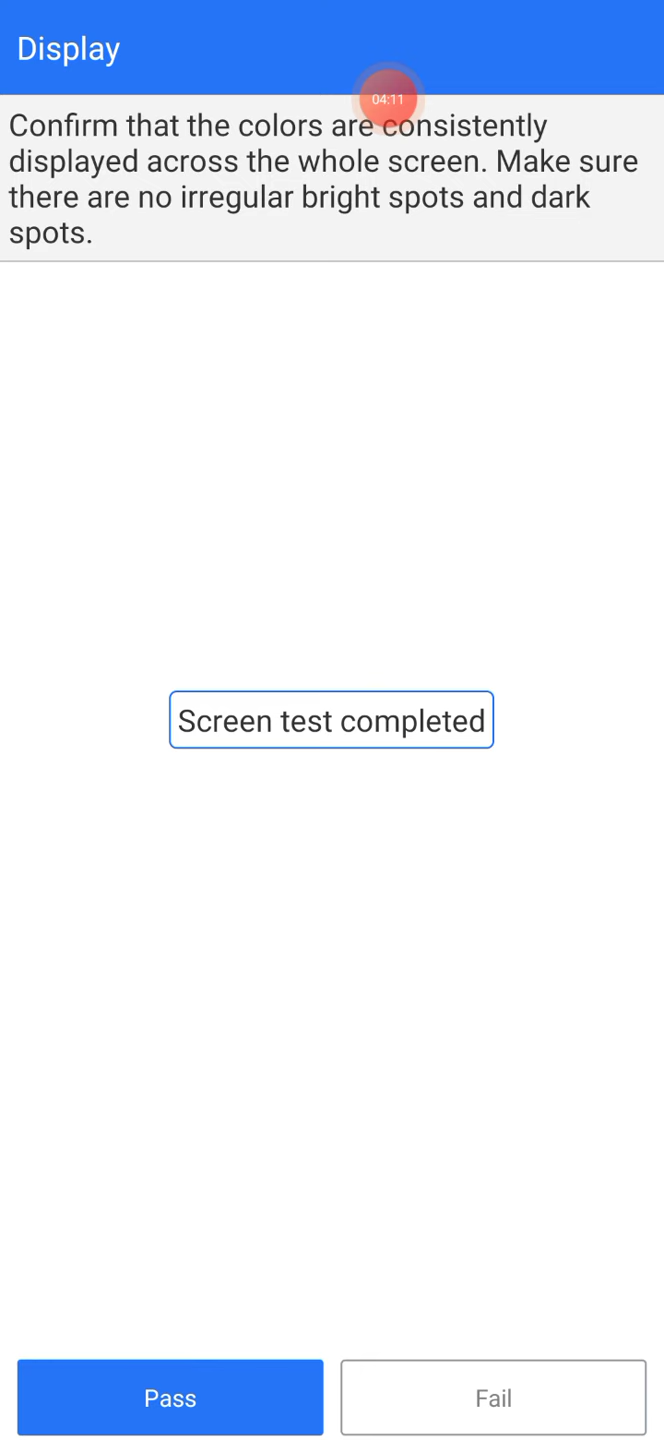 Display
04:11
Confirm that the colors are consistently
displayed across the whole screen. Make sure
there are no irregular bright spots and dark
spots.
Screen test completed
Pass
Fail